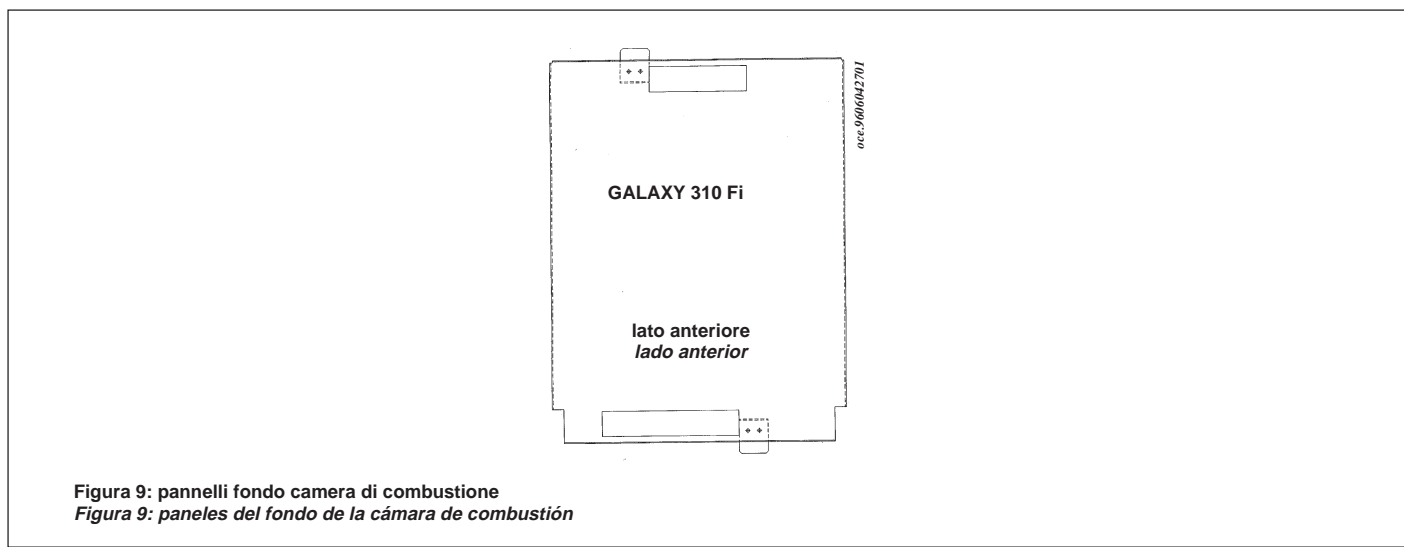 oce.9606042701
GALAXY 310 Fi
lato anteriore
lado anterior
Figura 9: pannelli fondo camera di combustione
Figura 9: paneles del fondo de la cámara de combustión